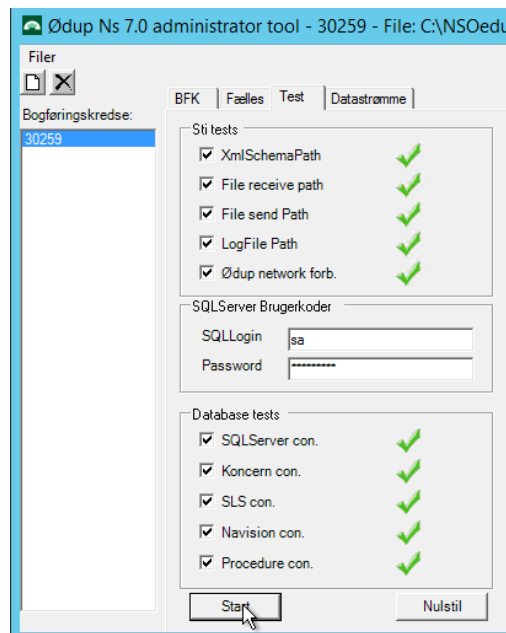 Ødup Ns 7.0 administrator tool - 30259 - File: C:\NSOedu
Filer
Bogføringskredse:
30259
BFK Fælles Test Datastrømme
Sti tests
XmlSchemaPath
File receive path
File send Path
LogFile Path
Ødup network forb.
SQLServer Brugerkoder
SQLLogin sa
Password *********
Database tests
SQLServer con.
Koncern con.
SLS con.
Navision con.
Procedure con.
Start Nulstil